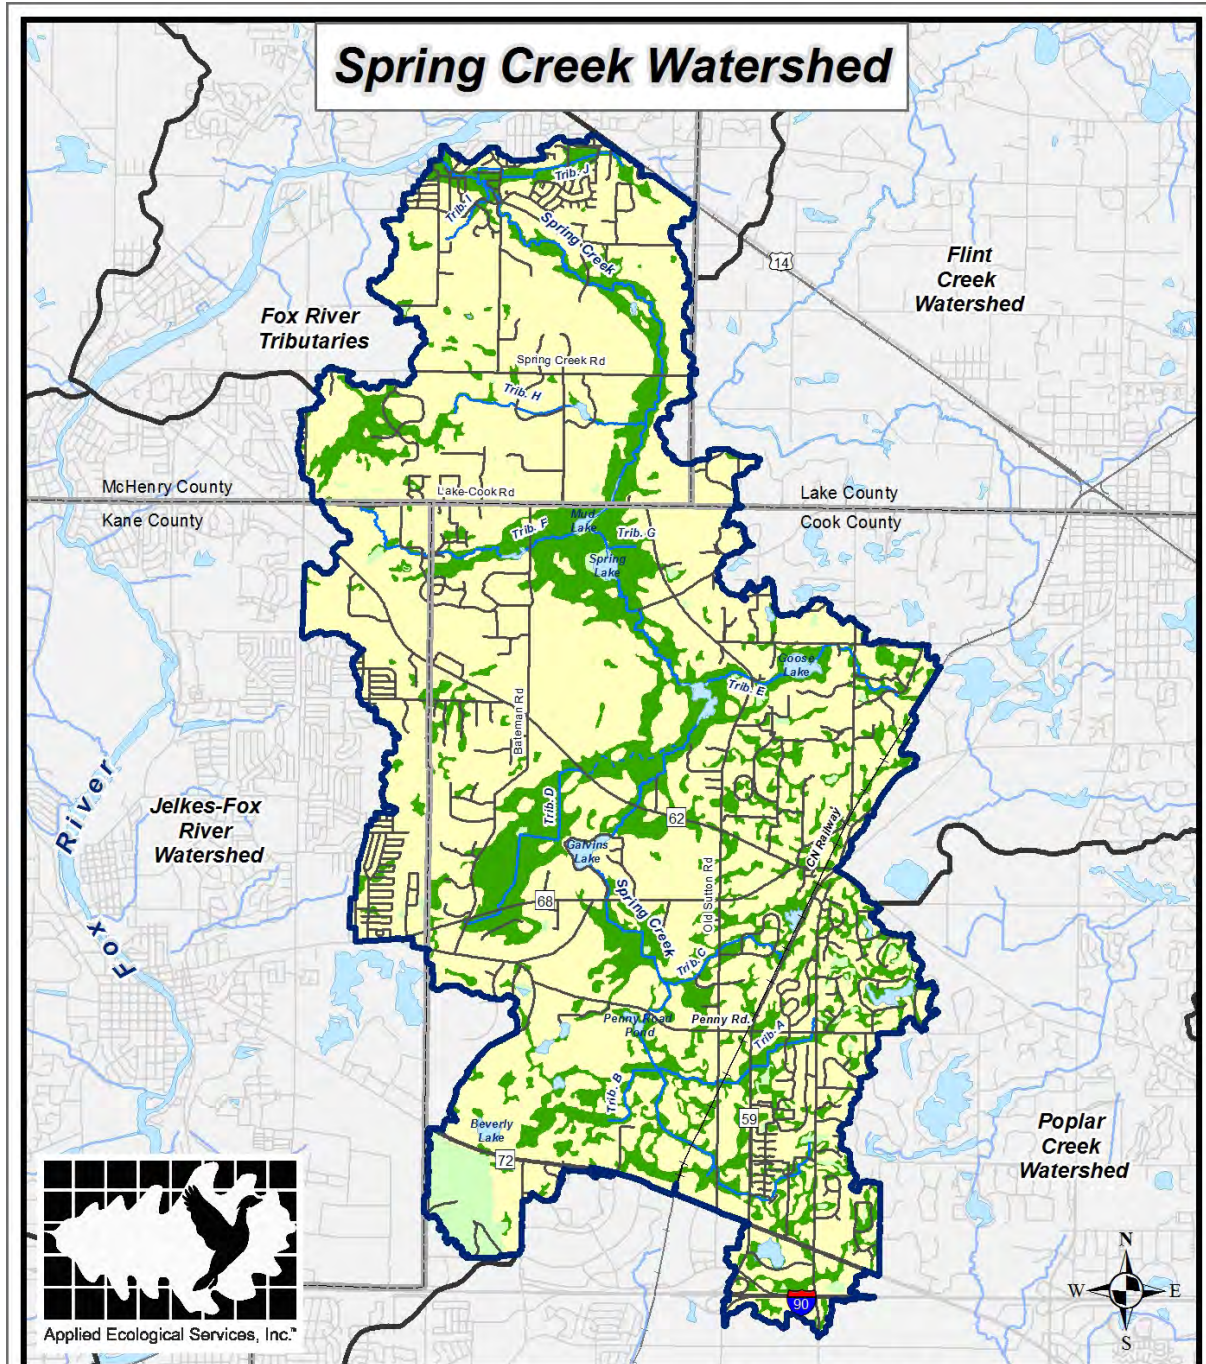 Spring Creek Watershed
Trib. J
Trib. I
Spring Creek
14
Flint
Creek
Watershed
Fox River
Tributaries
Spring Creek Rd
Trib. H
McHenry County
Lake-Cook Rd
Lake County
Kane County
Cook County
Mud
Lake
Trib. F
Trib. G
Spring
Lake
Goose
Lake
Trib. E
Bateman Rd
Fox River
Jelkes-Fox
River
Watershed
Trib. D
62
CN Railway
Galvins
Lake
Old Sutton Rd
68
Spring Creek
Trib. C
Penny Road
Pond
Penny Rd.
Trib. A
Trib. B
59
Beverly
Lake
72
Poplar
Creek
Watershed
90
N
W
E
S
Applied Ecological Services, Inc.™